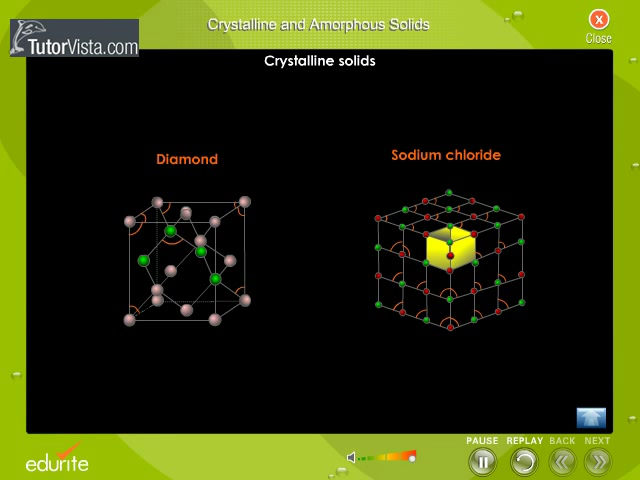 Crystalline and Amorphous Solids
X
Close
TutorVista.com
Crystalline solids
Diamond
Sodium chloride
PAUSE REPLAY BACK NEXT
edurite